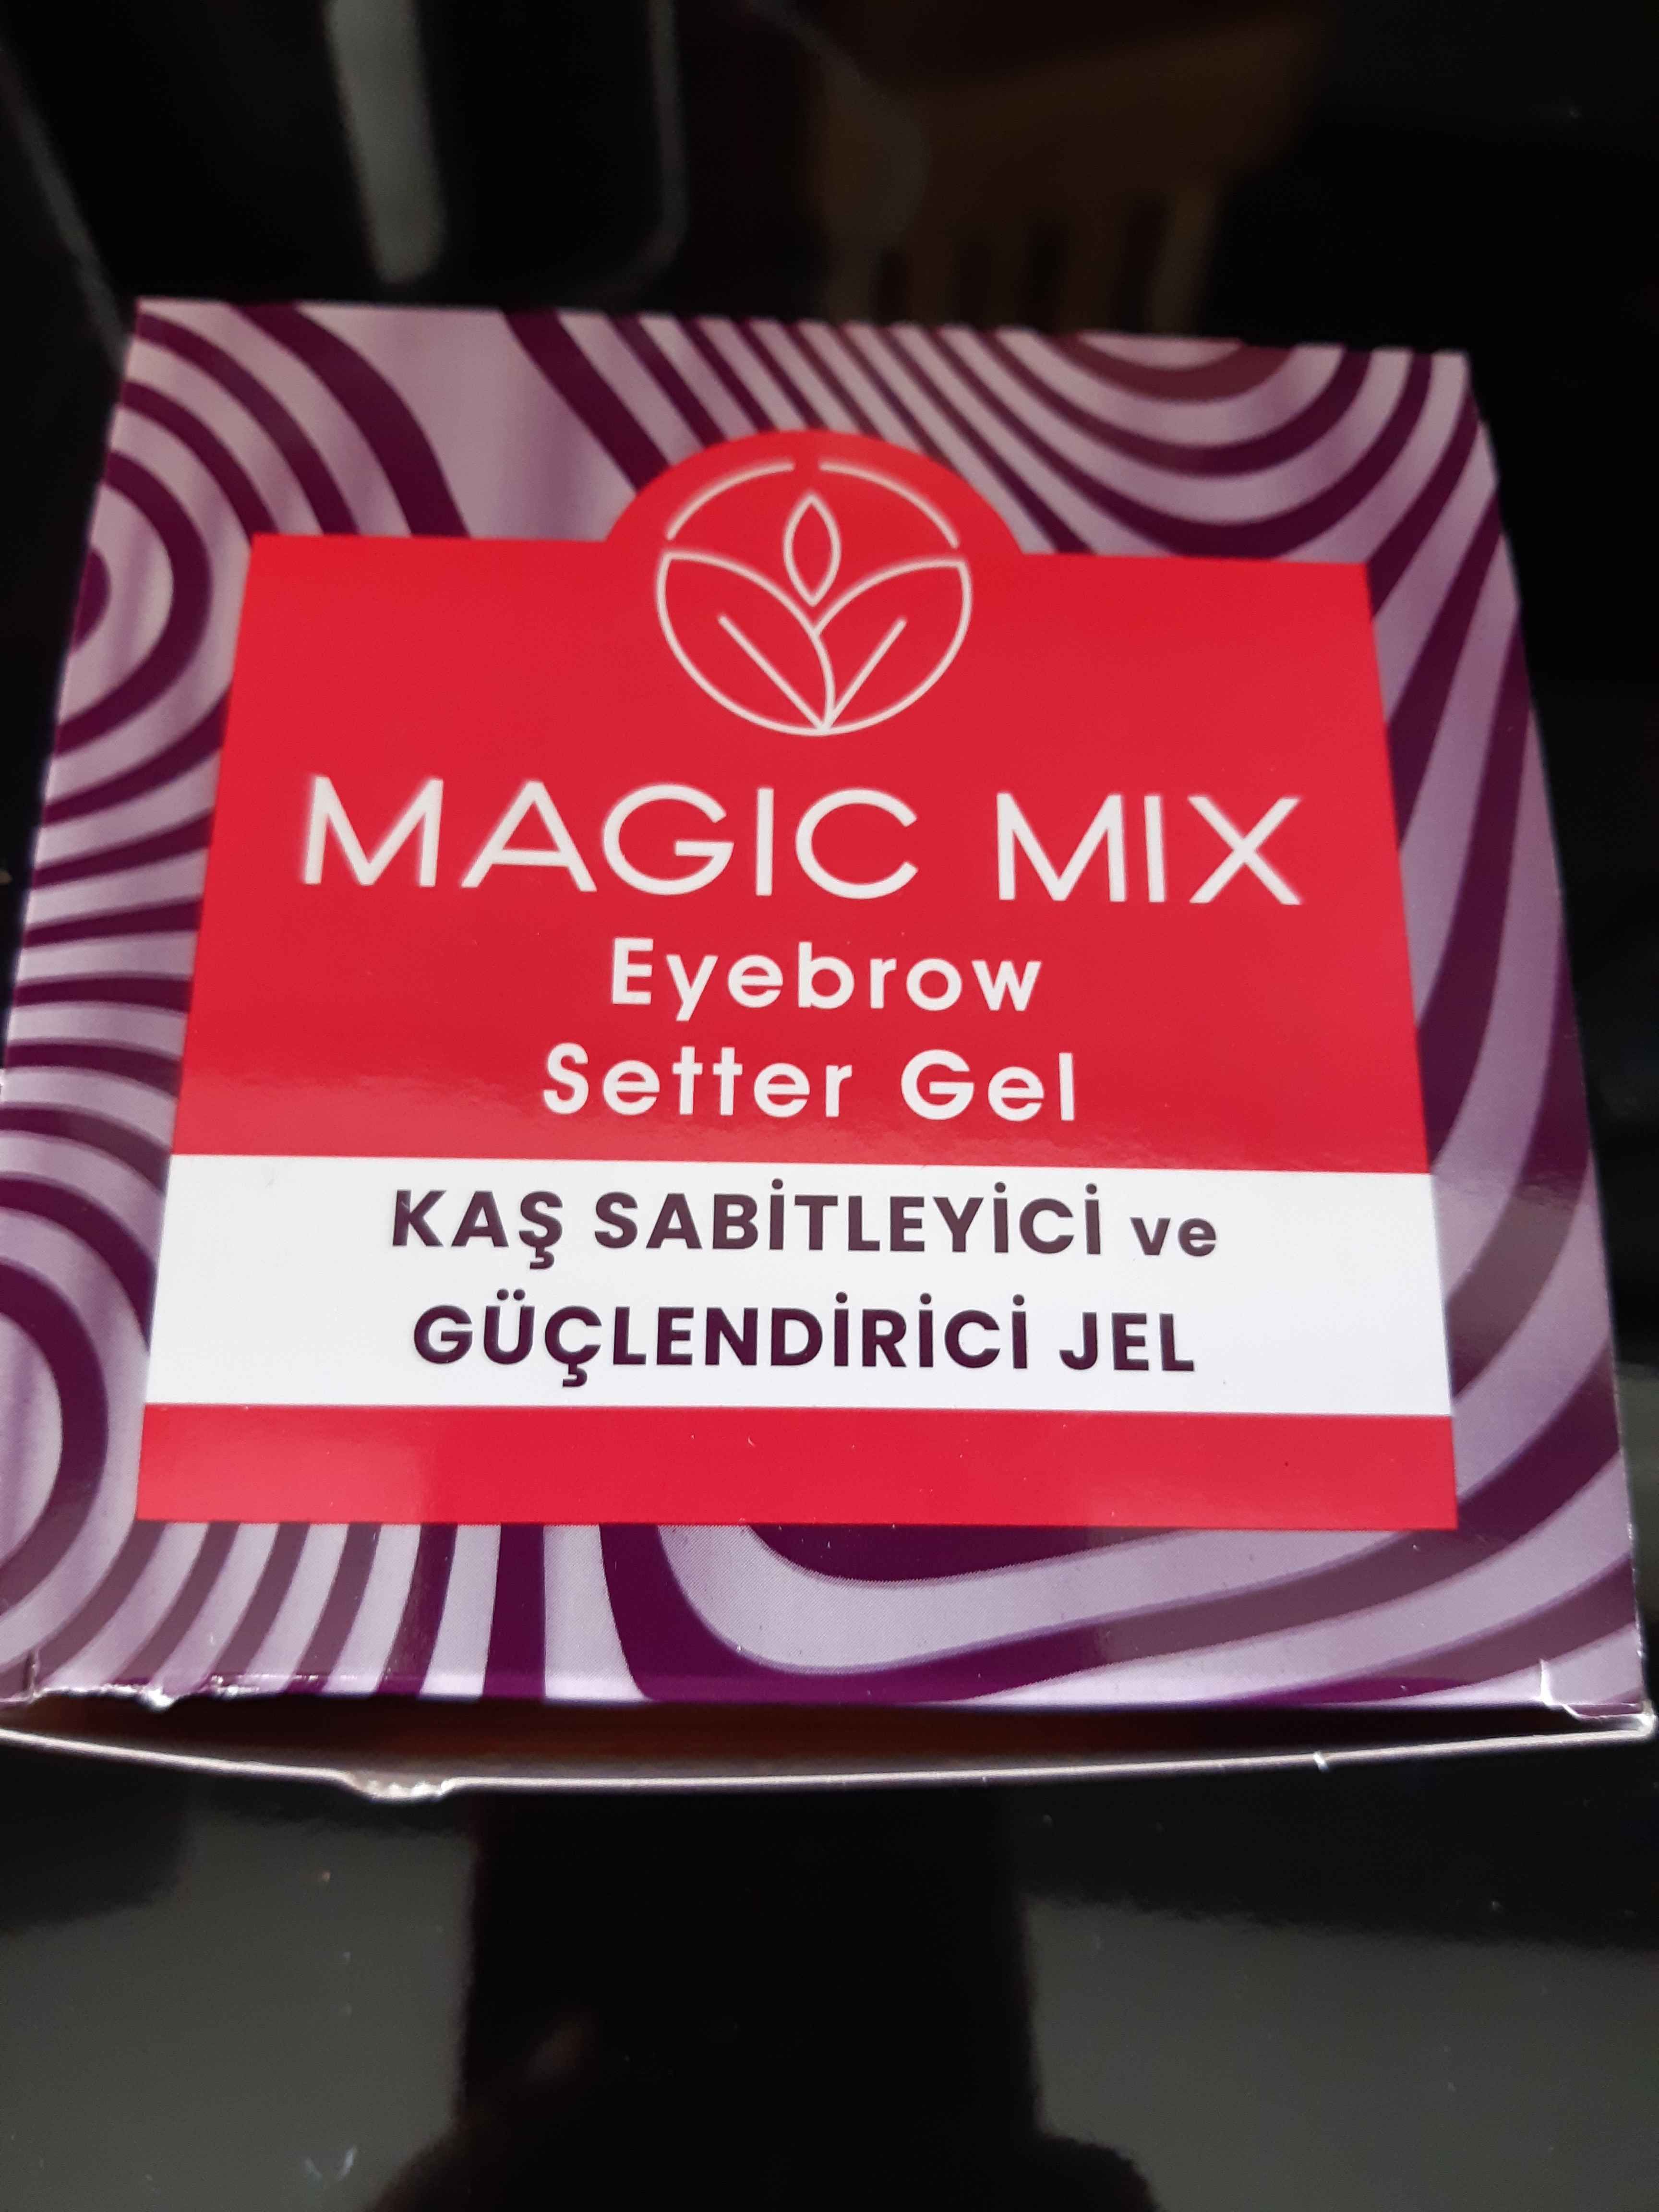 MAGIC MIX
Eyebrow
Setter Gel
KAŞ SABİTLEYİCİ ve
GÜÇLENDİRİCİ JEL